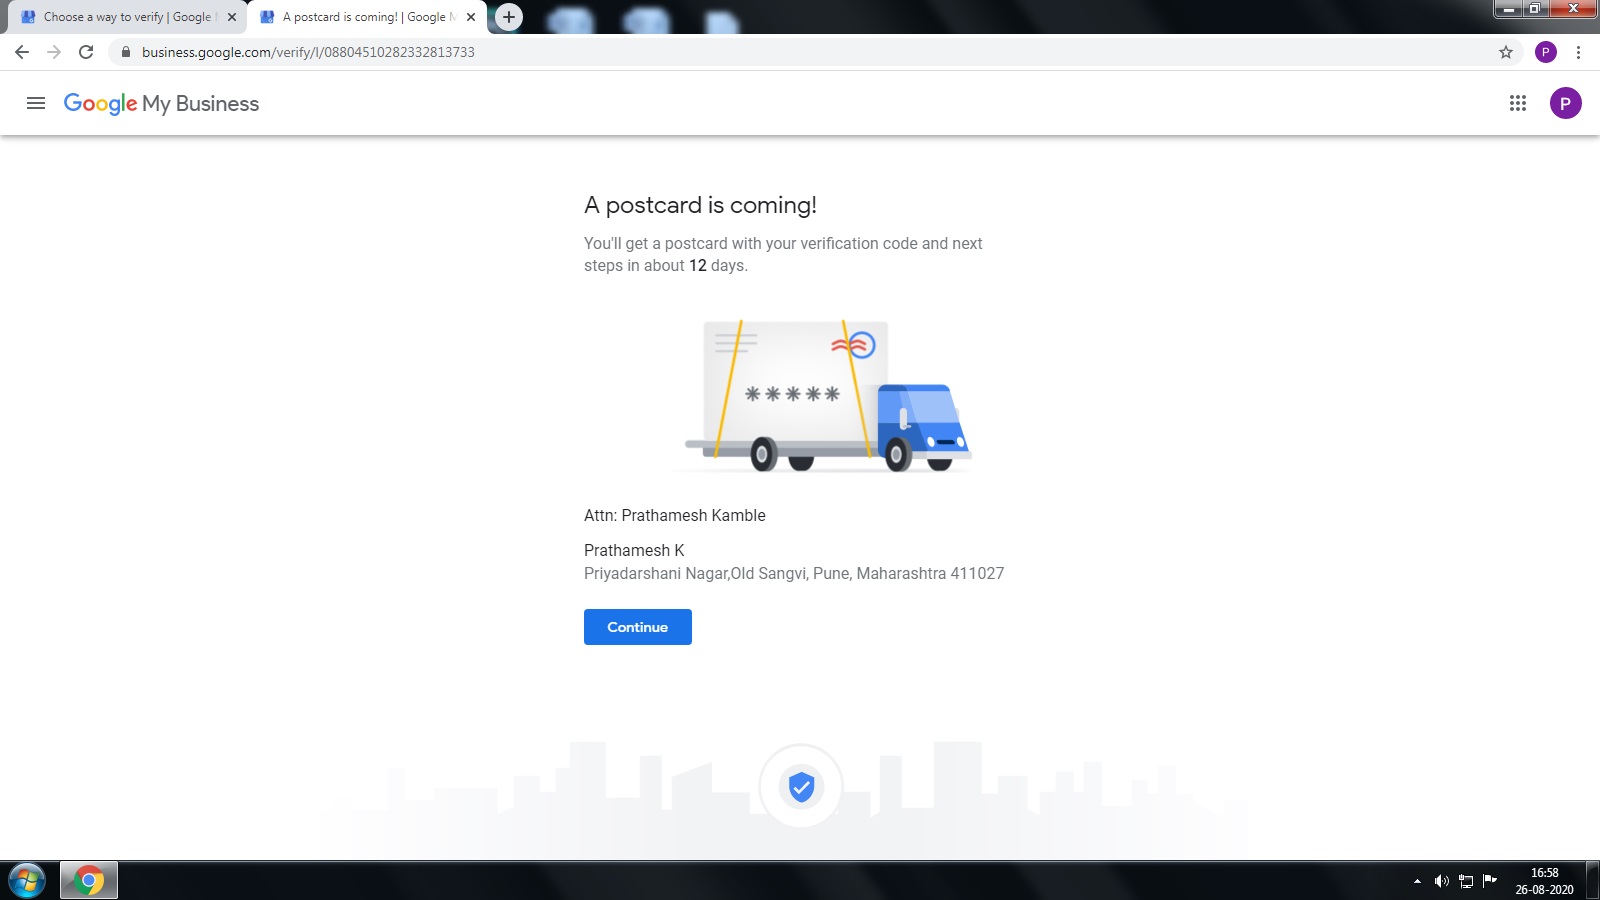 Choose a way to verify | Google
A postcard is coming! | Google M
business.google.com/verify/l/08804510282332813733
P
Google My Business
P
A postcard is coming!
You'll get a postcard with your verification code and next
steps in about 12 days.
*****
Attn: Prathamesh Kamble
Prathamesh K
Priyadarshani Nagar,Old Sangvi, Pune, Maharashtra 411027
Continue
16:58
26-08-2020